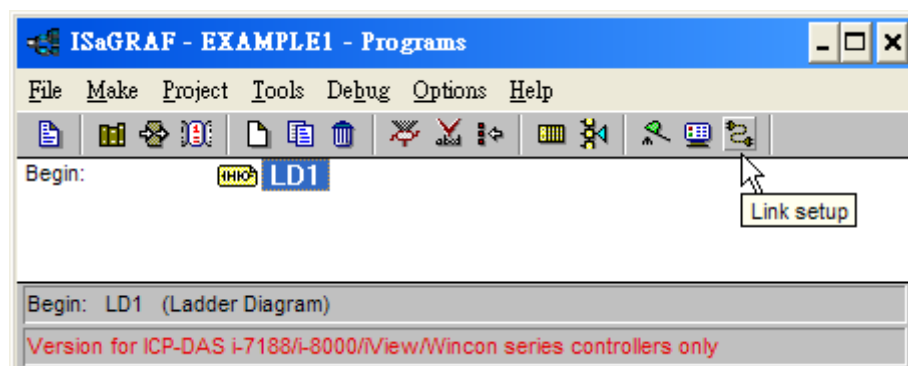 ISaGRAF - EXAMPLE1 - Programs
File Make Project Tools Debug Options Help
Begin: LD1
Link setup
Begin: LD1 (Ladder Diagram)
Version for ICP-DAS i-7188/i-8000/iView/Wincon series controllers only